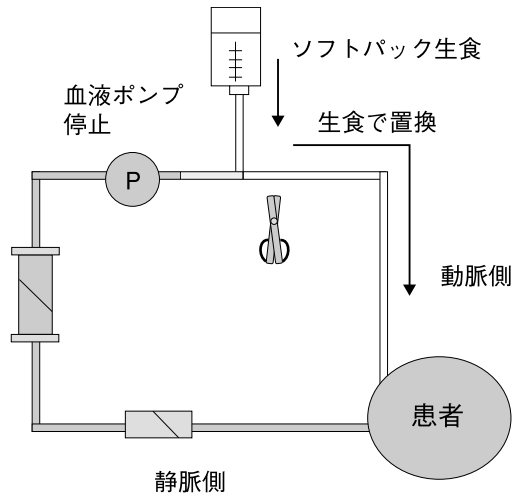 ソフトパック生食
血液ポンプ
停止
生食で置換
P
動脈側
患者
静脈側